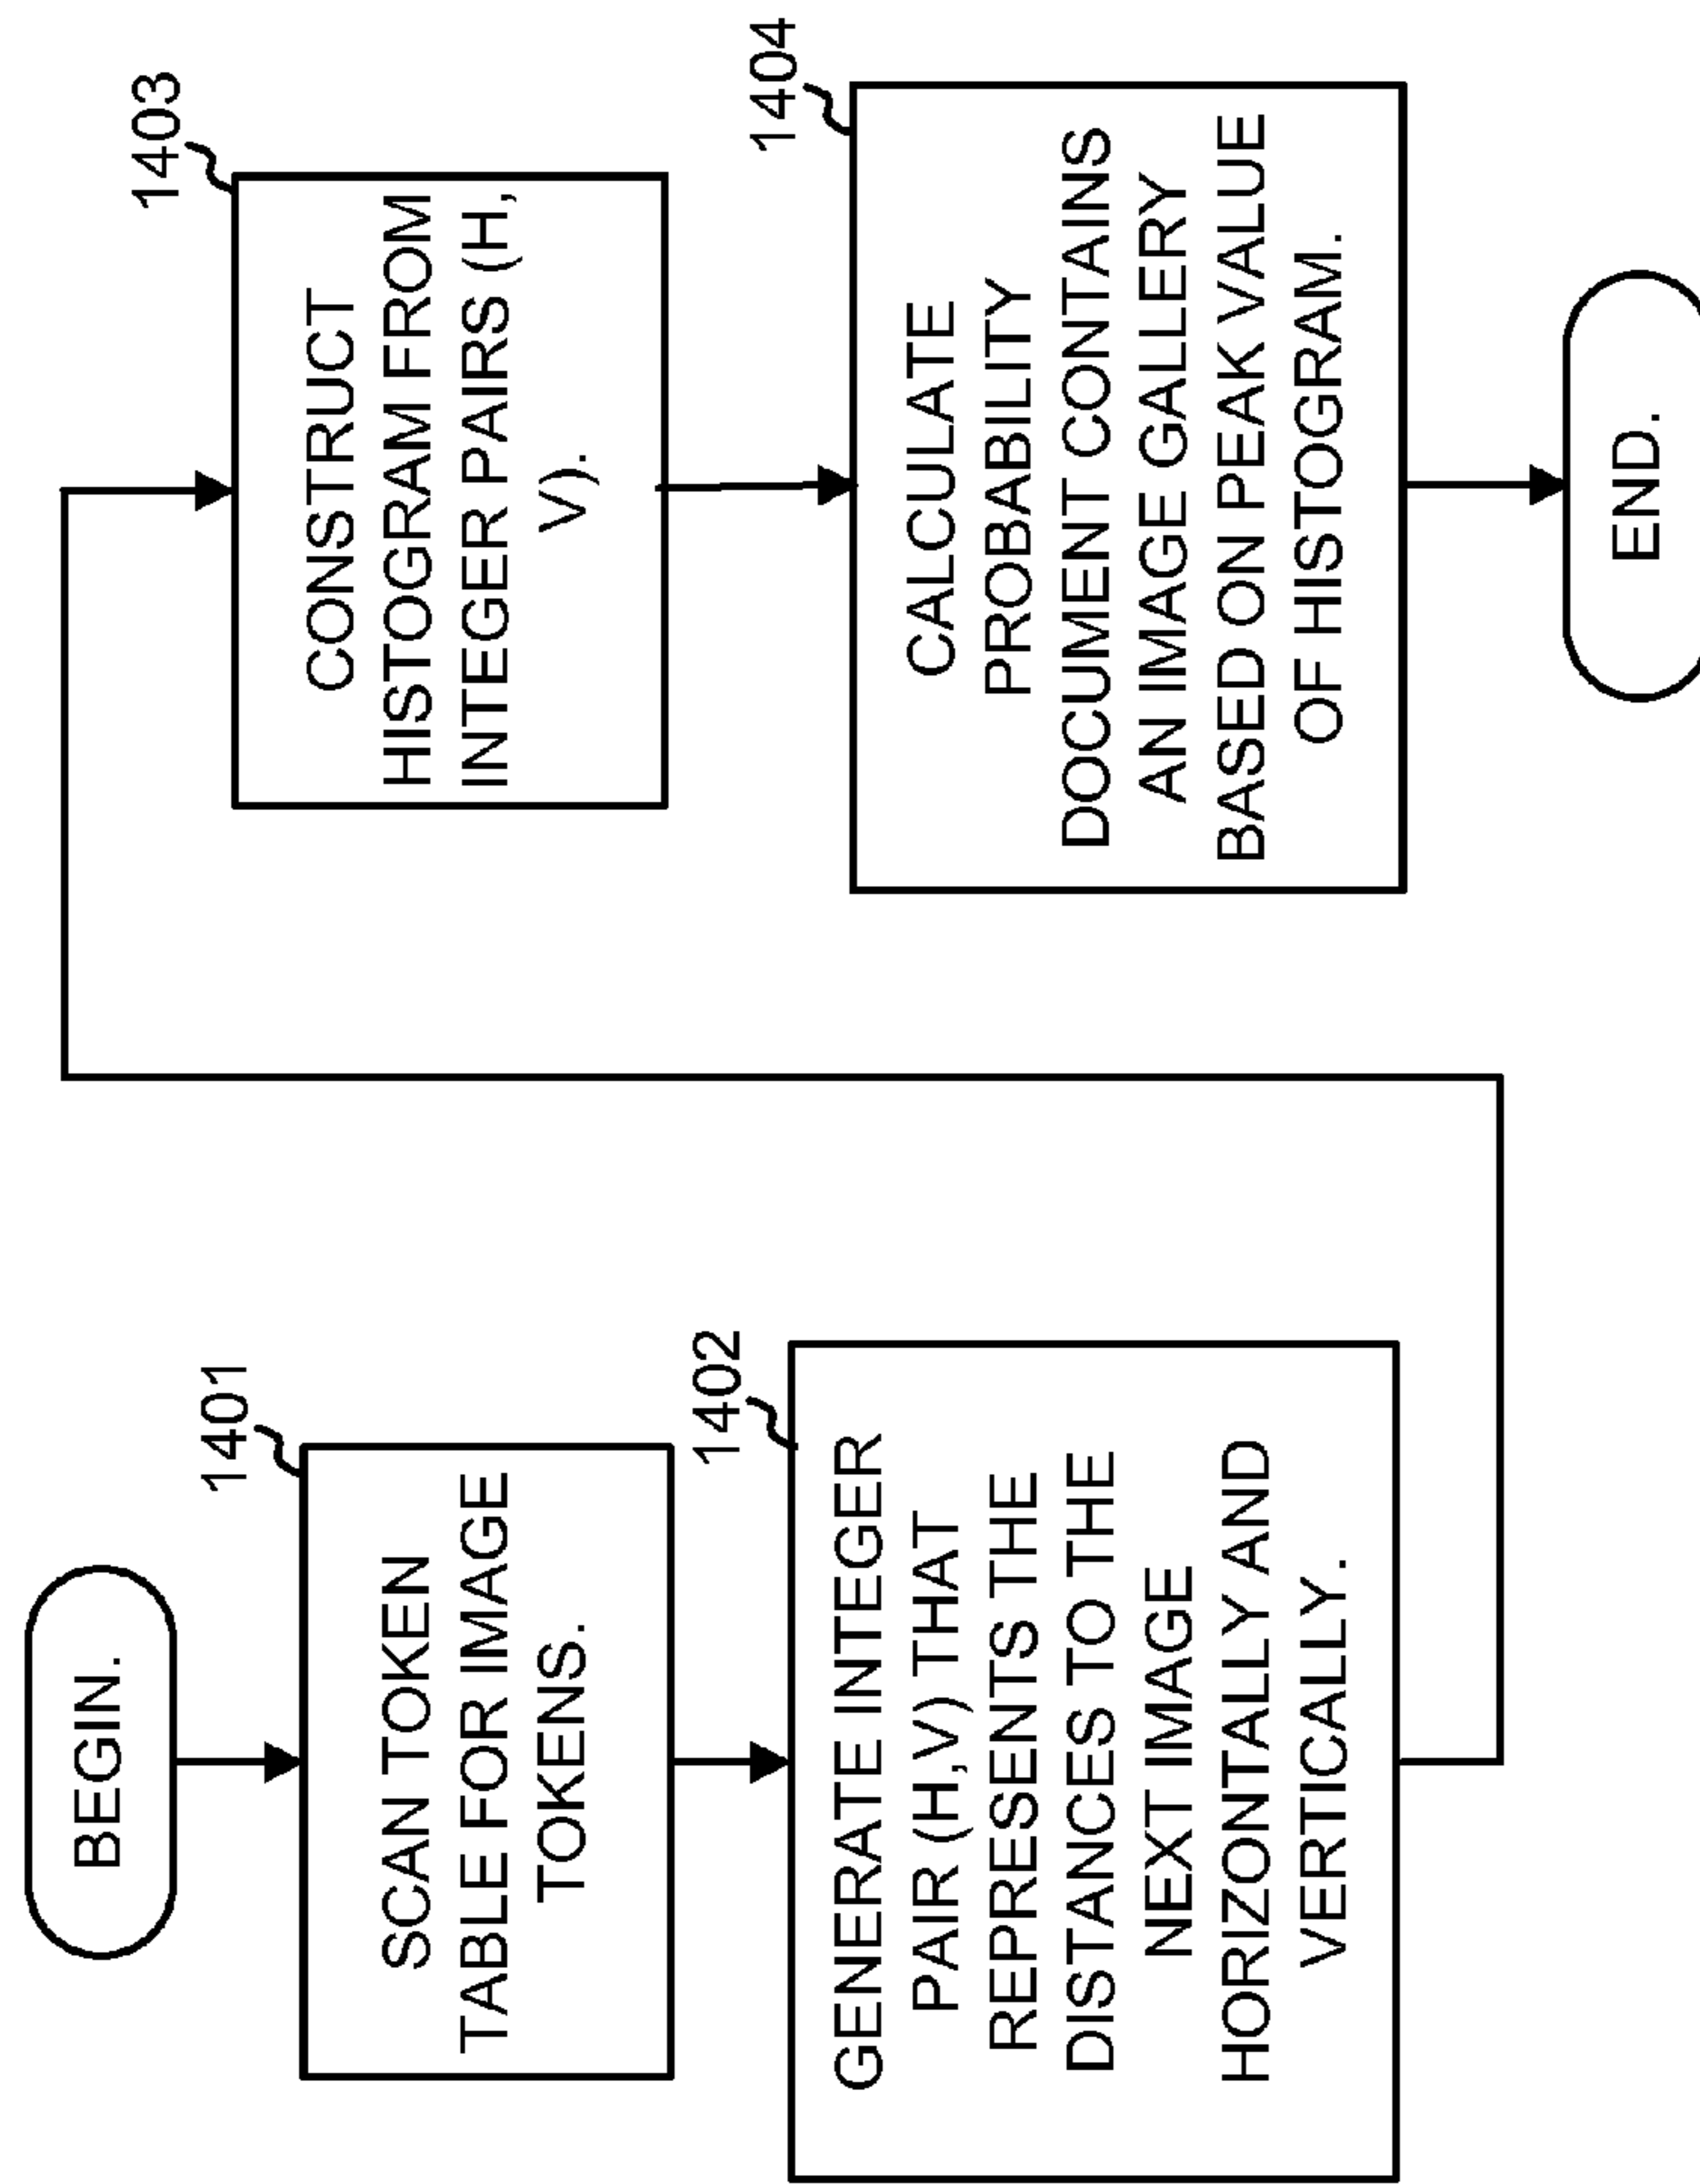 BEGIN.
1401
SCAN TOKEN
TABLE FOR IMAGE
TOKENS.
1402
GENERATE INTEGER
PAIR (H,V) THAT
REPRESENTS THE
DISTANCES TO THE
NEXT IMAGE
HORIZONTALLY AND
VERTICALLY.
1403
CONSTRUCT
HISTOGRAM FROM
INTEGER PAIRS (H,
V).
1404
CALCULATE
PROBABILITY
DOCUMENT CONTAINS
AN IMAGE GALLERY
BASED ON PEAK VALUE
OF HISTOGRAM.
END.